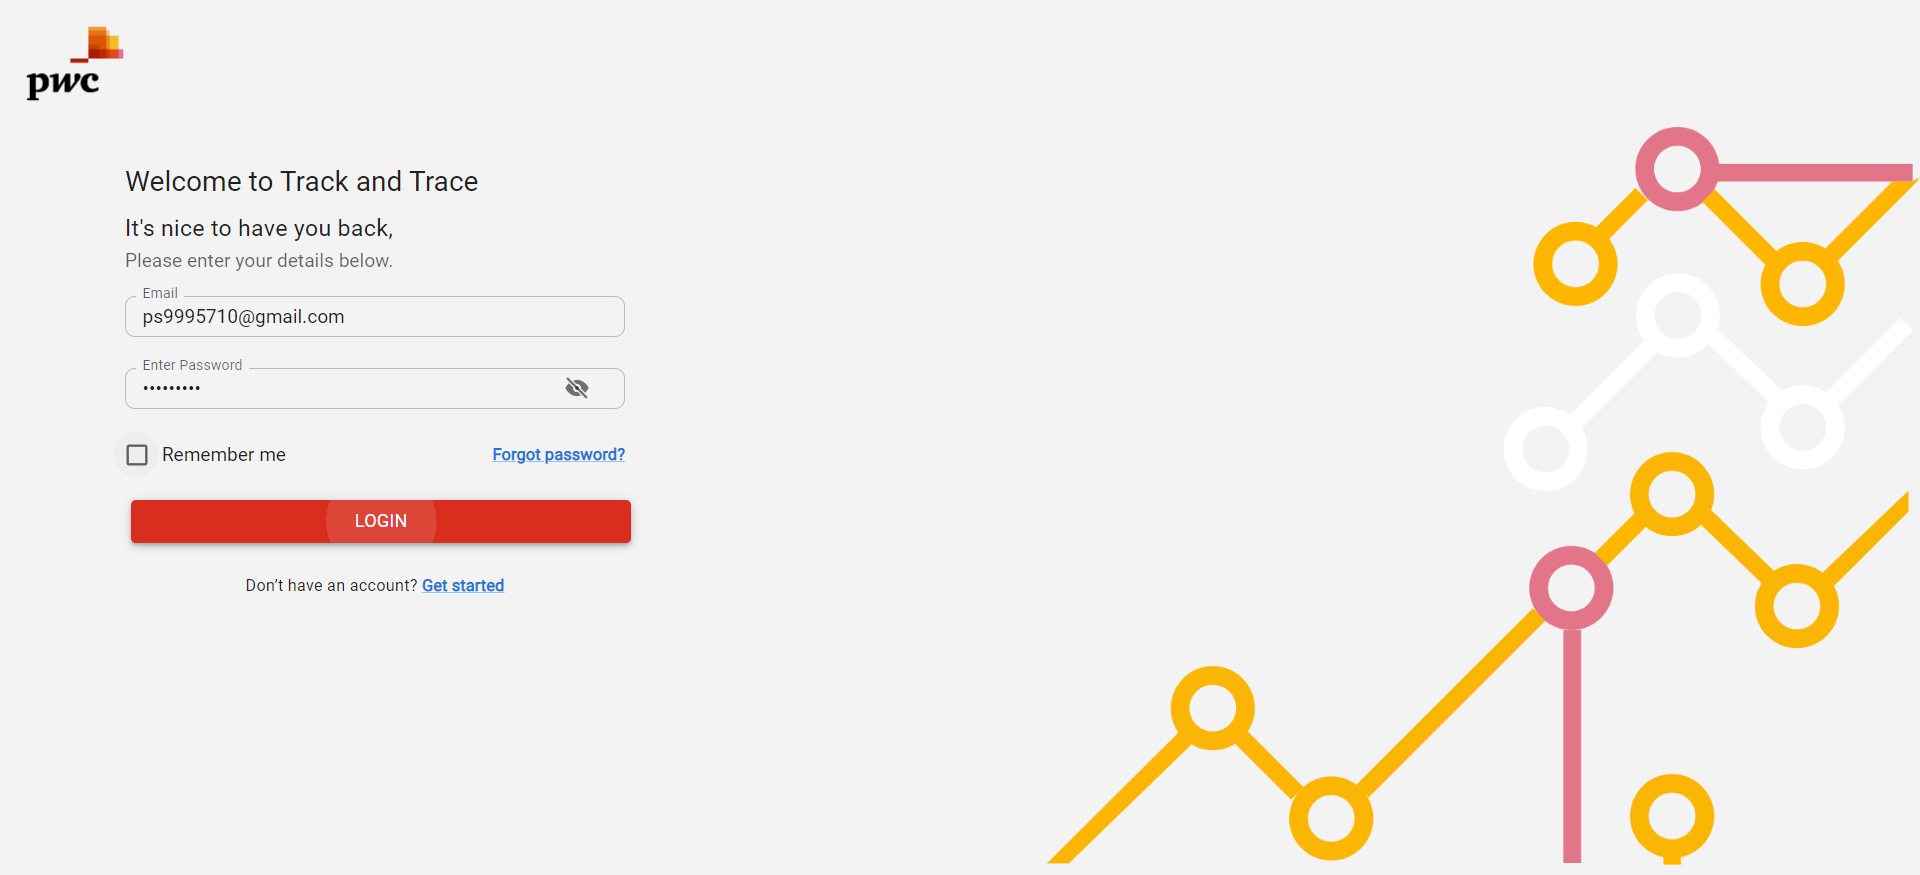 pwc
Welcome to Track and Trace
It's nice to have you back,
Please enter your details below.
Email
ps9995710@gmail.com
Enter Password
•••••••••
Remember me
Forgot password?
LOGIN
Don’t have an account? Get started